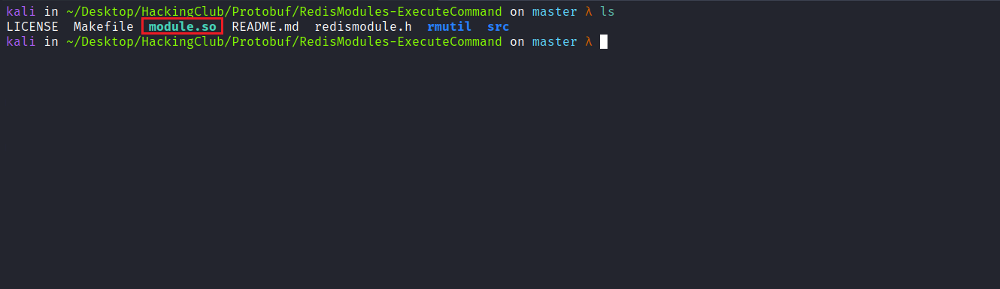 kali in ~/Desktop/HackingClub/Protobuf/RedisModules-ExecuteCommand on master λ ls
LICENSE  Makefile  module.so  README.md  redismodule.h  rmutil  src
kali in ~/Desktop/HackingClub/Protobuf/RedisModules-ExecuteCommand on master λ